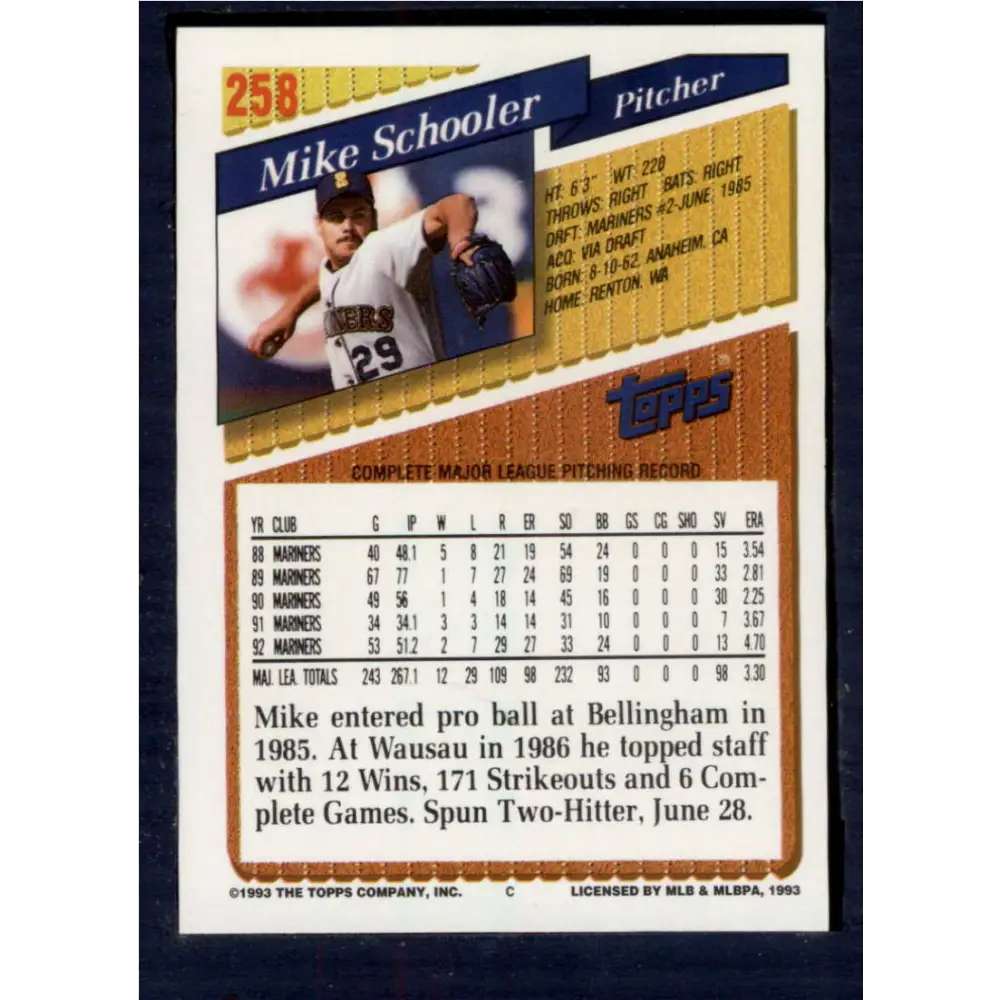 258
Mike Schooler
Pitcher
HT: 6'3" WT: 220
THROWS: RIGHT BATS: RIGHT
DRFT: MARINERS #2-JUNE, 1985
ACQ: VIA DRAFT
BORN: 8-10-62, ANAHEIM, CA
HOME: RENTON, WA
NERS
29
Topps®
COMPLETE MAJOR LEAGUE PITCHING RECORD
YR CLUB G IP W L R ER SO BB GS CG SHO SV ERA
88 MARINERS 40 48.1 5 8 21 19 54 24 0 0 0 15 3.54
89 MARINERS 67 77 1 7 27 24 69 19 0 0 0 33 2.81
90 MARINERS 49 56 1 4 18 14 45 16 0 0 0 30 2.25
91 MARINERS 34 34.1 3 3 14 14 31 10 0 0 0 7 3.67
92 MARINERS 53 51.2 2 7 29 27 33 24 0 0 0 13 4.70
MAJ. LEA. TOTALS 243 267.1 12 29 109 98 232 93 0 0 0 98 3.30
Mike entered pro ball at Bellingham in
1985. At Wausau in 1986 he topped staff
with 12 Wins, 171 Strikeouts and 6 Com-
plete Games. Spun Two-Hitter, June 28.
©1993 THE TOPPS COMPANY, INC. C LICENSED BY MLB & MLBPA, 1993